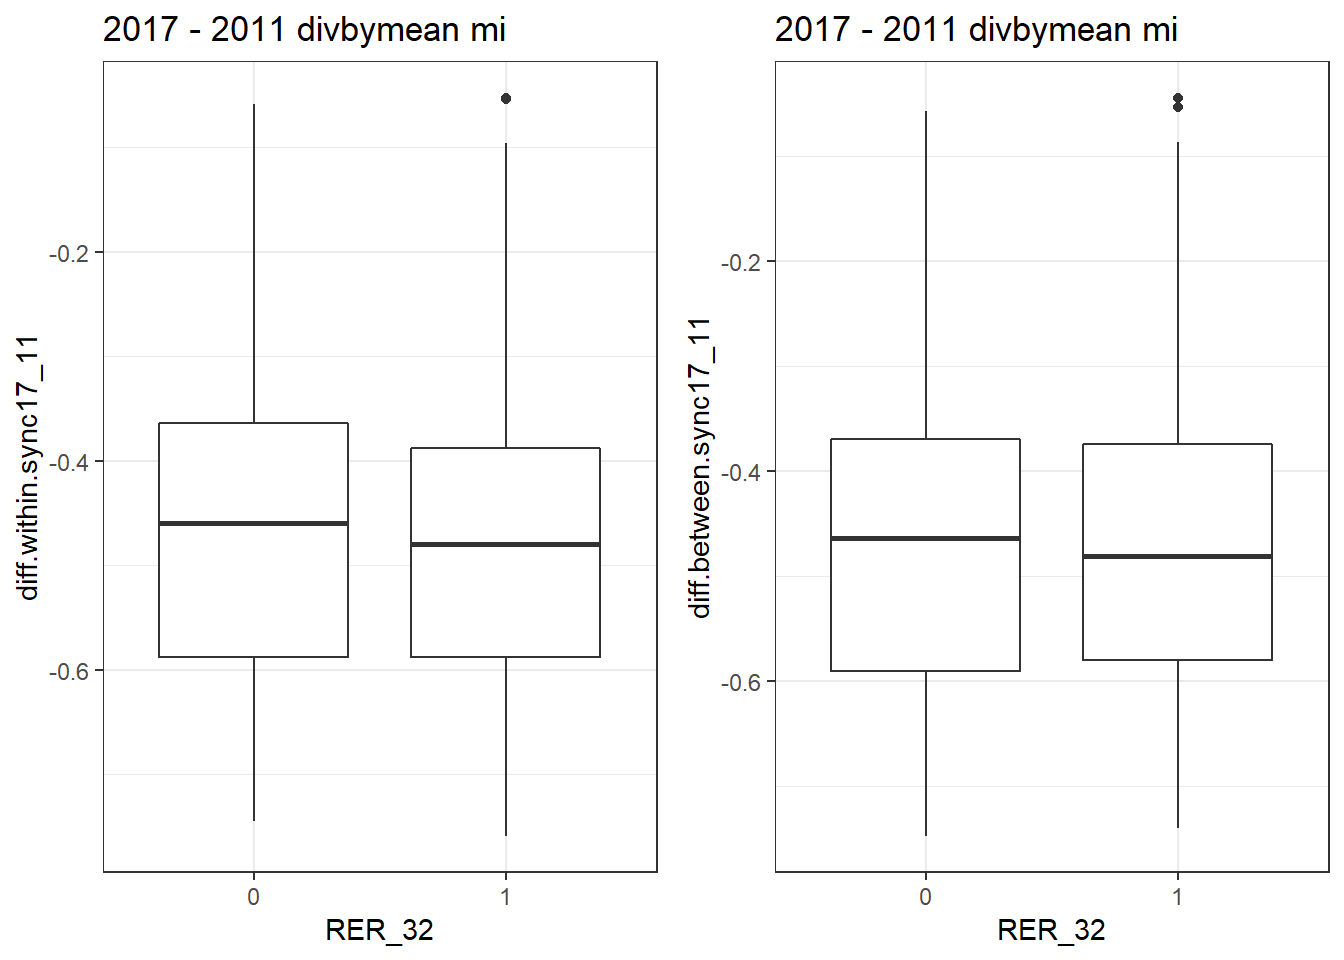 2017 - 2011 divbymean mi
diff.within.sync17_11
-0.2
-0.4
-0.6
0
1
RER_32
2017 - 2011 divbymean mi
diff.between.sync17_11
-0.2
-0.4
-0.6
0
1
RER_32